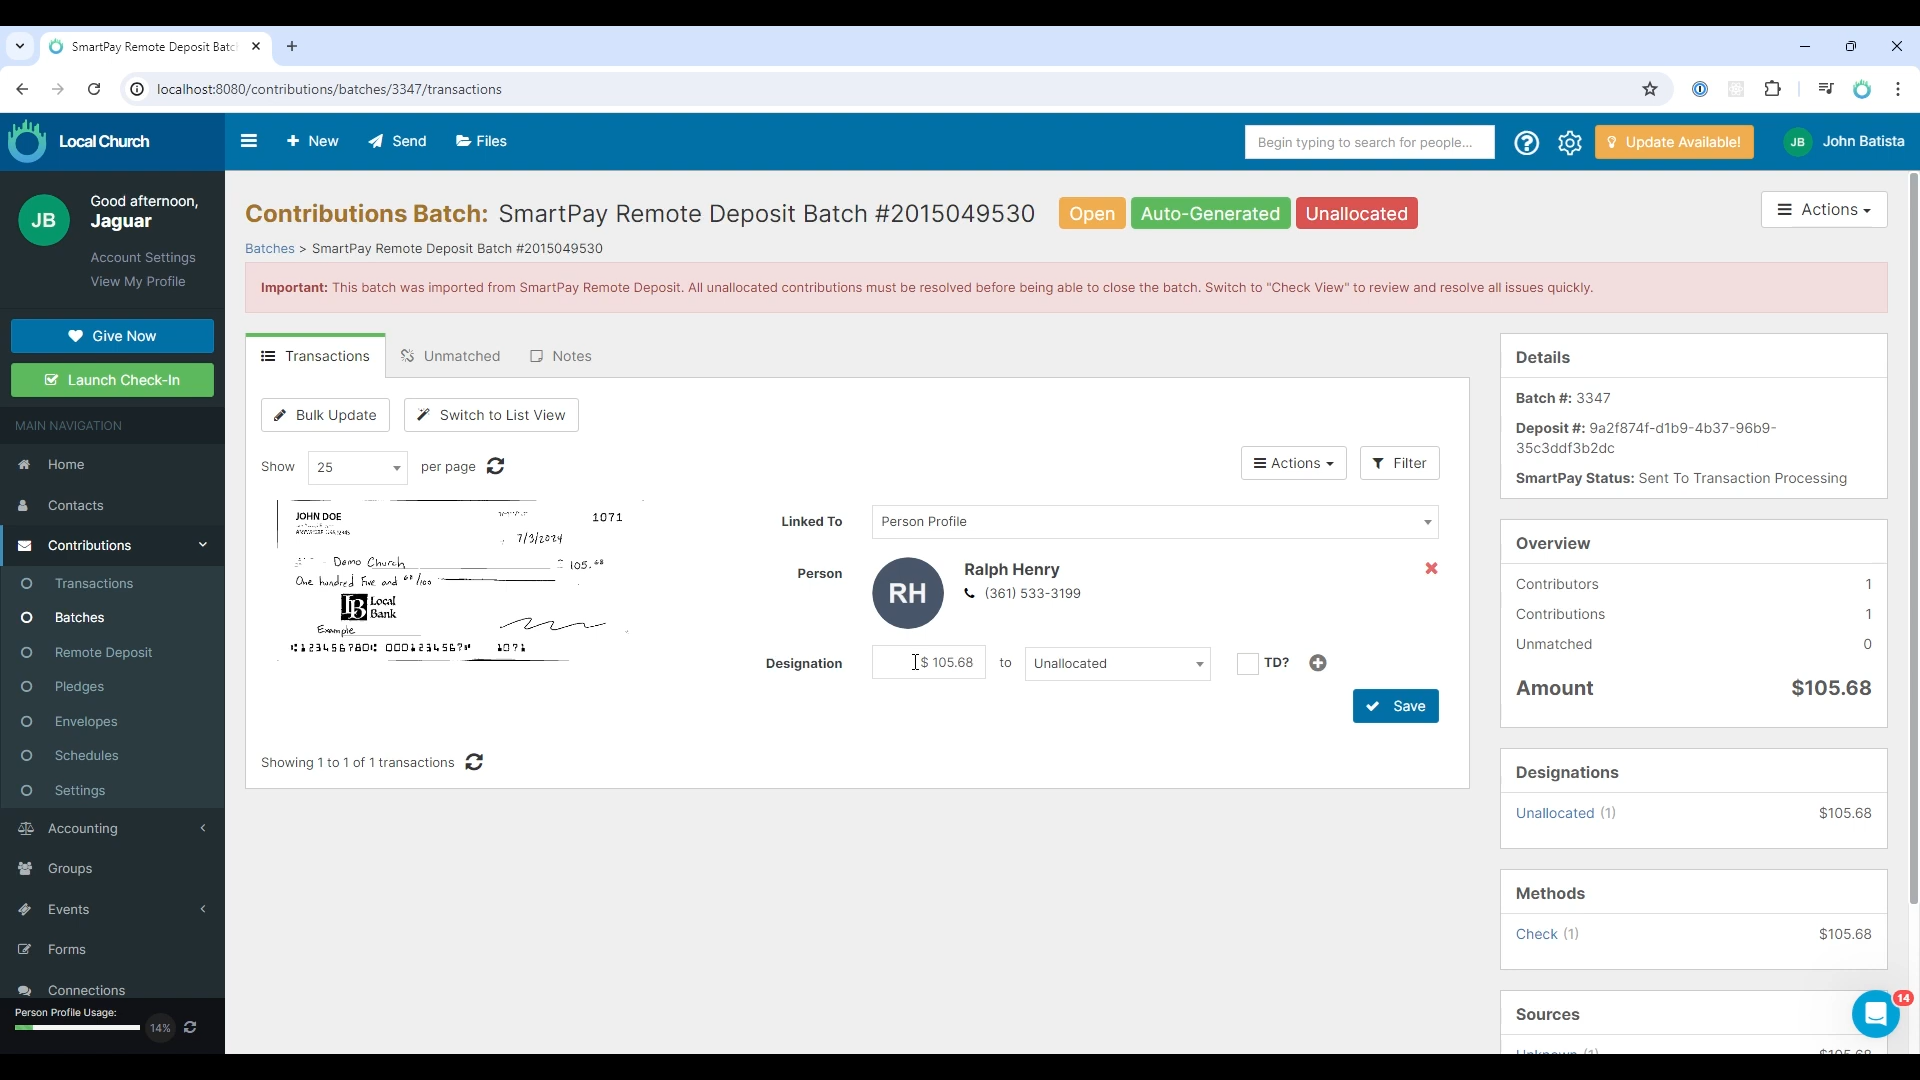 SmartPay Remote Deposit Batc
localhost:8080/contributions/batches/3347/transactions
Local Church
New
Send
Files
Begin typing to search for people...
Update Available!
JB
John Batista
JB
Good afternoon,
Jaguar
Account Settings
View My Profile
Give Now
Launch Check-In
MAIN NAVIGATION
Home
Contacts
Contributions
Transactions
Batches
Remote Deposit
Pledges
Envelopes
Schedules
Settings
Accounting
Groups
Events
Forms
Connections
Person Profile Usage:
14%
Contributions Batch: SmartPay Remote Deposit Batch #2015049530
Open
Auto-Generated
Unallocated
Actions
Batches > SmartPay Remote Deposit Batch #2015049530
Important: This batch was imported from SmartPay Remote Deposit. All unallocated contributions must be resolved before being able to close the batch. Switch to "Check View" to review and resolve all issues quickly.
Transactions
Unmatched
Notes
Bulk Update
Switch to List View
Show 25 per page
Actions
Filter
JOHN DOE
1071
7/3/2024
Demo Church
105.68
One hundred Five and 68/100
LB Local
Bank
Example
123456780 0001234567 1071
Linked To
Person Profile
Person
RH
Ralph Henry
(361) 533-3199
Designation
$ 105.68 to Unallocated
TD?
Save
Showing 1 to 1 of 1 transactions
Details
Batch #: 3347
Deposit #: 9a2f874f-d1b9-4b37-96b9-
35c3ddf3b2dc
SmartPay Status: Sent To Transaction Processing
Overview
Contributors 1
Contributions 1
Unmatched 0
Amount $105.68
Designations
Unallocated (1) $105.68
Methods
Check (1) $105.68
Sources
Unknown (1) $105.68
14